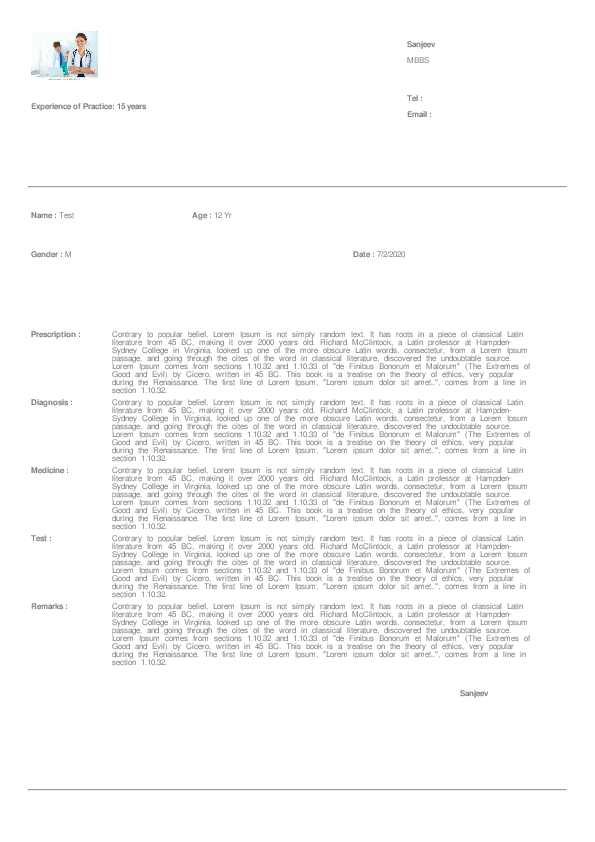 Sanjeev
MBBS
Tel :
Email :
Experience of Practice: 15 years
Name : Test Age : 12 Yr
Gender : M Date : 7/2/2020
Prescription : Contrary to popular belief, Lorem Ipsum is not simply random text. It has roots in a piece of classical Latin
literature from 45 BC, making it over 2000 years old. Richard McClintock, a Latin professor at Hampden-
Sydney College in Virginia, looked up one of the more obscure Latin words, consectetur, from a Lorem Ipsum
passage, and going through the cites of the word in classical literature, discovered the undoubtable source.
Lorem Ipsum comes from sections 1.10.32 and 1.10.33 of "de Finibus Bonorum et Malorum" (The Extremes of
Good and Evil) by Cicero, written in 45 BC. This book is a treatise on the theory of ethics, very popular
during the Renaissance. The first line of Lorem Ipsum, "Lorem ipsum dolor sit amet..", comes from a line in
section 1.10.32.
Diagnosis : Contrary to popular belief, Lorem Ipsum is not simply random text. It has roots in a piece of classical Latin
literature from 45 BC, making it over 2000 years old. Richard McClintock, a Latin professor at Hampden-
Sydney College in Virginia, looked up one of the more obscure Latin words, consectetur, from a Lorem Ipsum
passage, and going through the cites of the word in classical literature, discovered the undoubtable source.
Lorem Ipsum comes from sections 1.10.32 and 1.10.33 of "de Finibus Bonorum et Malorum" (The Extremes of
Good and Evil) by Cicero, written in 45 BC. This book is a treatise on the theory of ethics, very popular
during the Renaissance. The first line of Lorem Ipsum, "Lorem ipsum dolor sit amet..", comes from a line in
section 1.10.32.
Medicine : Contrary to popular belief, Lorem Ipsum is not simply random text. It has roots in a piece of classical Latin
literature from 45 BC, making it over 2000 years old. Richard McClintock, a Latin professor at Hampden-
Sydney College in Virginia, looked up one of the more obscure Latin words, consectetur, from a Lorem Ipsum
passage, and going through the cites of the word in classical literature, discovered the undoubtable source.
Lorem Ipsum comes from sections 1.10.32 and 1.10.33 of "de Finibus Bonorum et Malorum" (The Extremes of
Good and Evil) by Cicero, written in 45 BC. This book is a treatise on the theory of ethics, very popular
during the Renaissance. The first line of Lorem Ipsum, "Lorem ipsum dolor sit amet..", comes from a line in
section 1.10.32.
Test : Contrary to popular belief, Lorem Ipsum is not simply random text. It has roots in a piece of classical Latin
literature from 45 BC, making it over 2000 years old. Richard McClintock, a Latin professor at Hampden-
Sydney College in Virginia, looked up one of the more obscure Latin words, consectetur, from a Lorem Ipsum
passage, and going through the cites of the word in classical literature, discovered the undoubtable source.
Lorem Ipsum comes from sections 1.10.32 and 1.10.33 of "de Finibus Bonorum et Malorum" (The Extremes of
Good and Evil) by Cicero, written in 45 BC. This book is a treatise on the theory of ethics, very popular
during the Renaissance. The first line of Lorem Ipsum, "Lorem ipsum dolor sit amet..", comes from a line in
section 1.10.32.
Remarks : Contrary to popular belief, Lorem Ipsum is not simply random text. It has roots in a piece of classical Latin
literature from 45 BC, making it over 2000 years old. Richard McClintock, a Latin professor at Hampden-
Sydney College in Virginia, looked up one of the more obscure Latin words, consectetur, from a Lorem Ipsum
passage, and going through the cites of the word in classical literature, discovered the undoubtable source.
Lorem Ipsum comes from sections 1.10.32 and 1.10.33 of "de Finibus Bonorum et Malorum" (The Extremes of
Good and Evil) by Cicero, written in 45 BC. This book is a treatise on the theory of ethics, very popular
during the Renaissance. The first line of Lorem Ipsum, "Lorem ipsum dolor sit amet..", comes from a line in
section 1.10.32.
Sanjeev